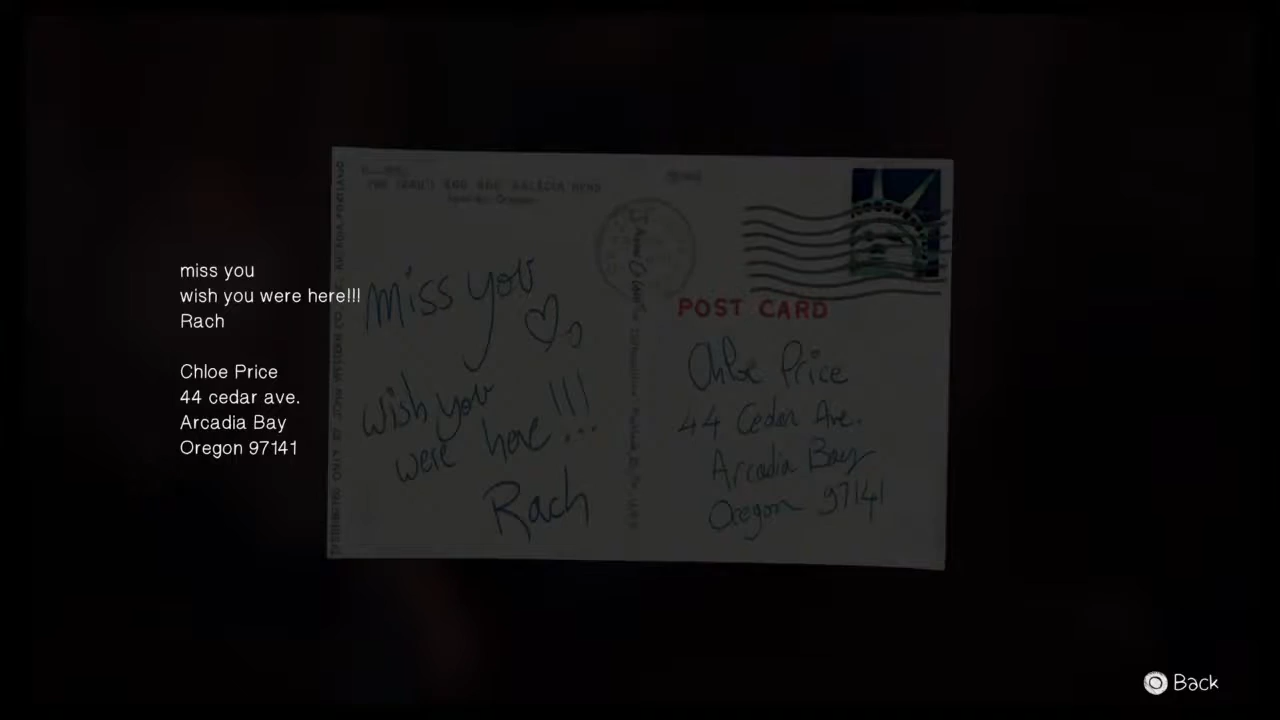 miss you
wish you were here!!!
Rach
Chloe Price
44 cedar ave.
Arcadia Bay
Oregon 97141
miss you
wish you
were here!!!
Rach
POST CARD
Chloe Price
44 Cedar Ave.
Arcadia Bay
Oregon 97141
Back